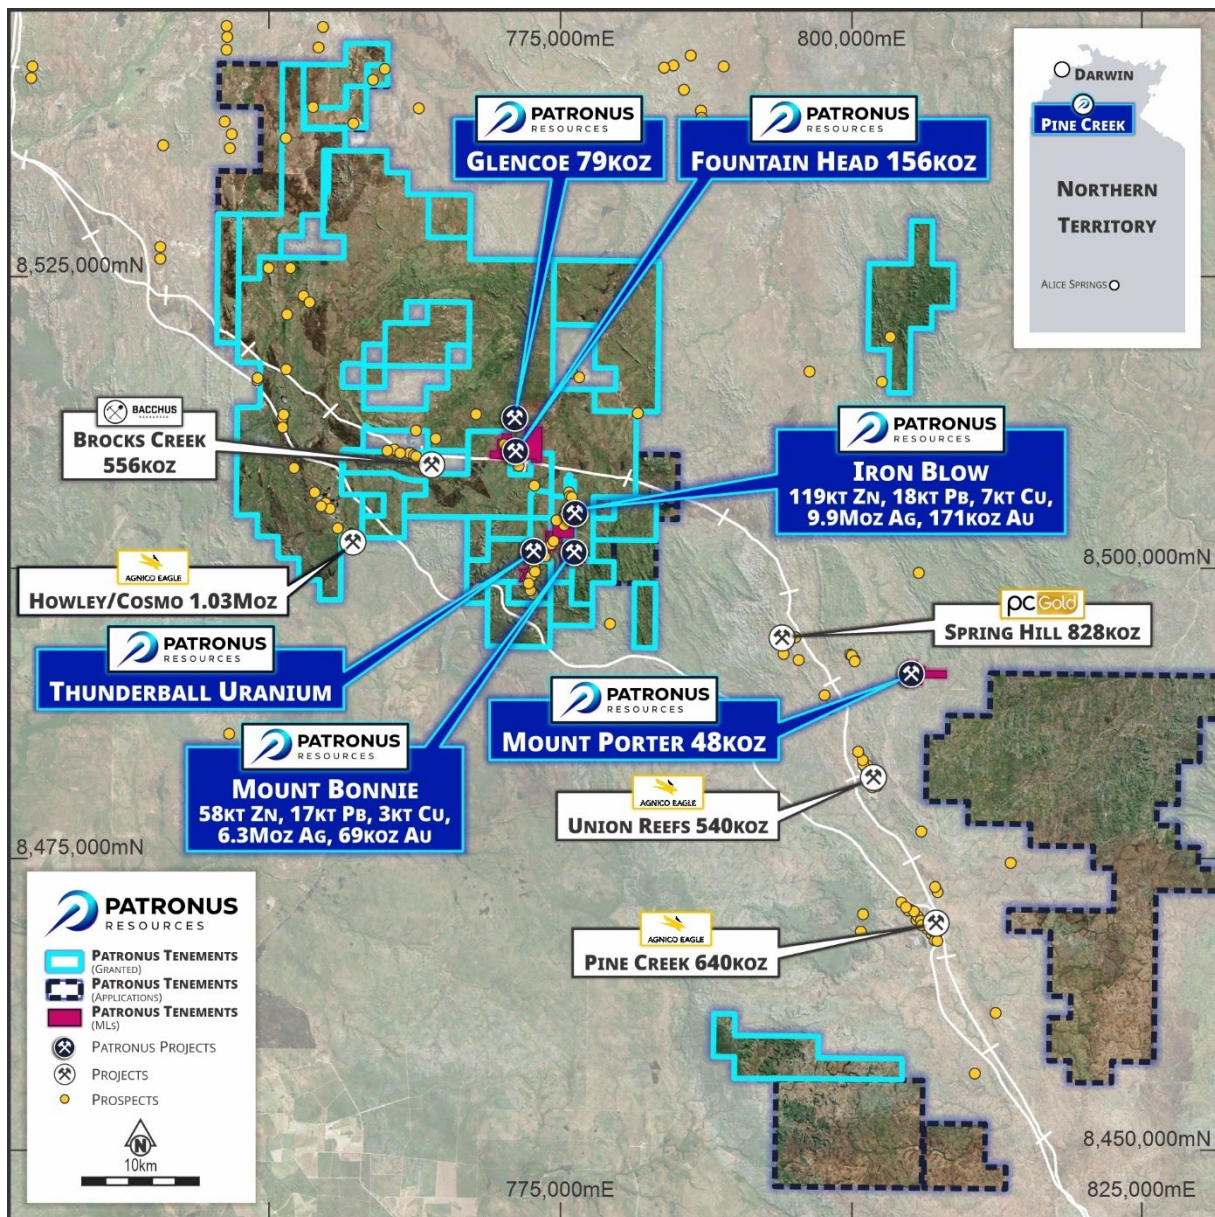 775,000mE
800,000mE
DARWIN
PINE CREEK
NORTHERN
TERRITORY
ALICE SPRINGS
PATRONUS
RESOURCES
GLENCOE 79KOZ
PATRONUS
RESOURCES
FOUNTAIN HEAD 156KOZ
8,525,000mN
BACCHUS
RESOURCES
BROCKS CREEK
556KOZ
PATRONUS
RESOURCES
IRON BLOW
119KT ZN, 18KT PB, 7KT CU,
9.9MOZ AG, 171KOZ AU
8,500,000mN
AGNICO EAGLE
HOWLEY/COSMO 1.03MOZ
pc Gold
SPRING HILL 828KOZ
PATRONUS
RESOURCES
THUNDERBALL URANIUM
PATRONUS
RESOURCES
MOUNT PORTER 48KOZ
PATRONUS
RESOURCES
MOUNT BONNIE
58KT ZN, 17KT PB, 3KT CU,
6.3MOZ AG, 69KOZ AU
AGNICO EAGLE
UNION REEFS 540KOZ
8,475,000mN
AGNICO EAGLE
PINE CREEK 640KOZ
PATRONUS
RESOURCES
PATRONUS TENEMENTS
(GRANTED)
PATRONUS TENEMENTS
(APPLICATIONS)
PATRONUS TENEMENTS
(MLS)
PATRONUS PROJECTS
PROJECTS
PROSPECTS
N
10km
8,450,000mN
775,000mE
825,000mE